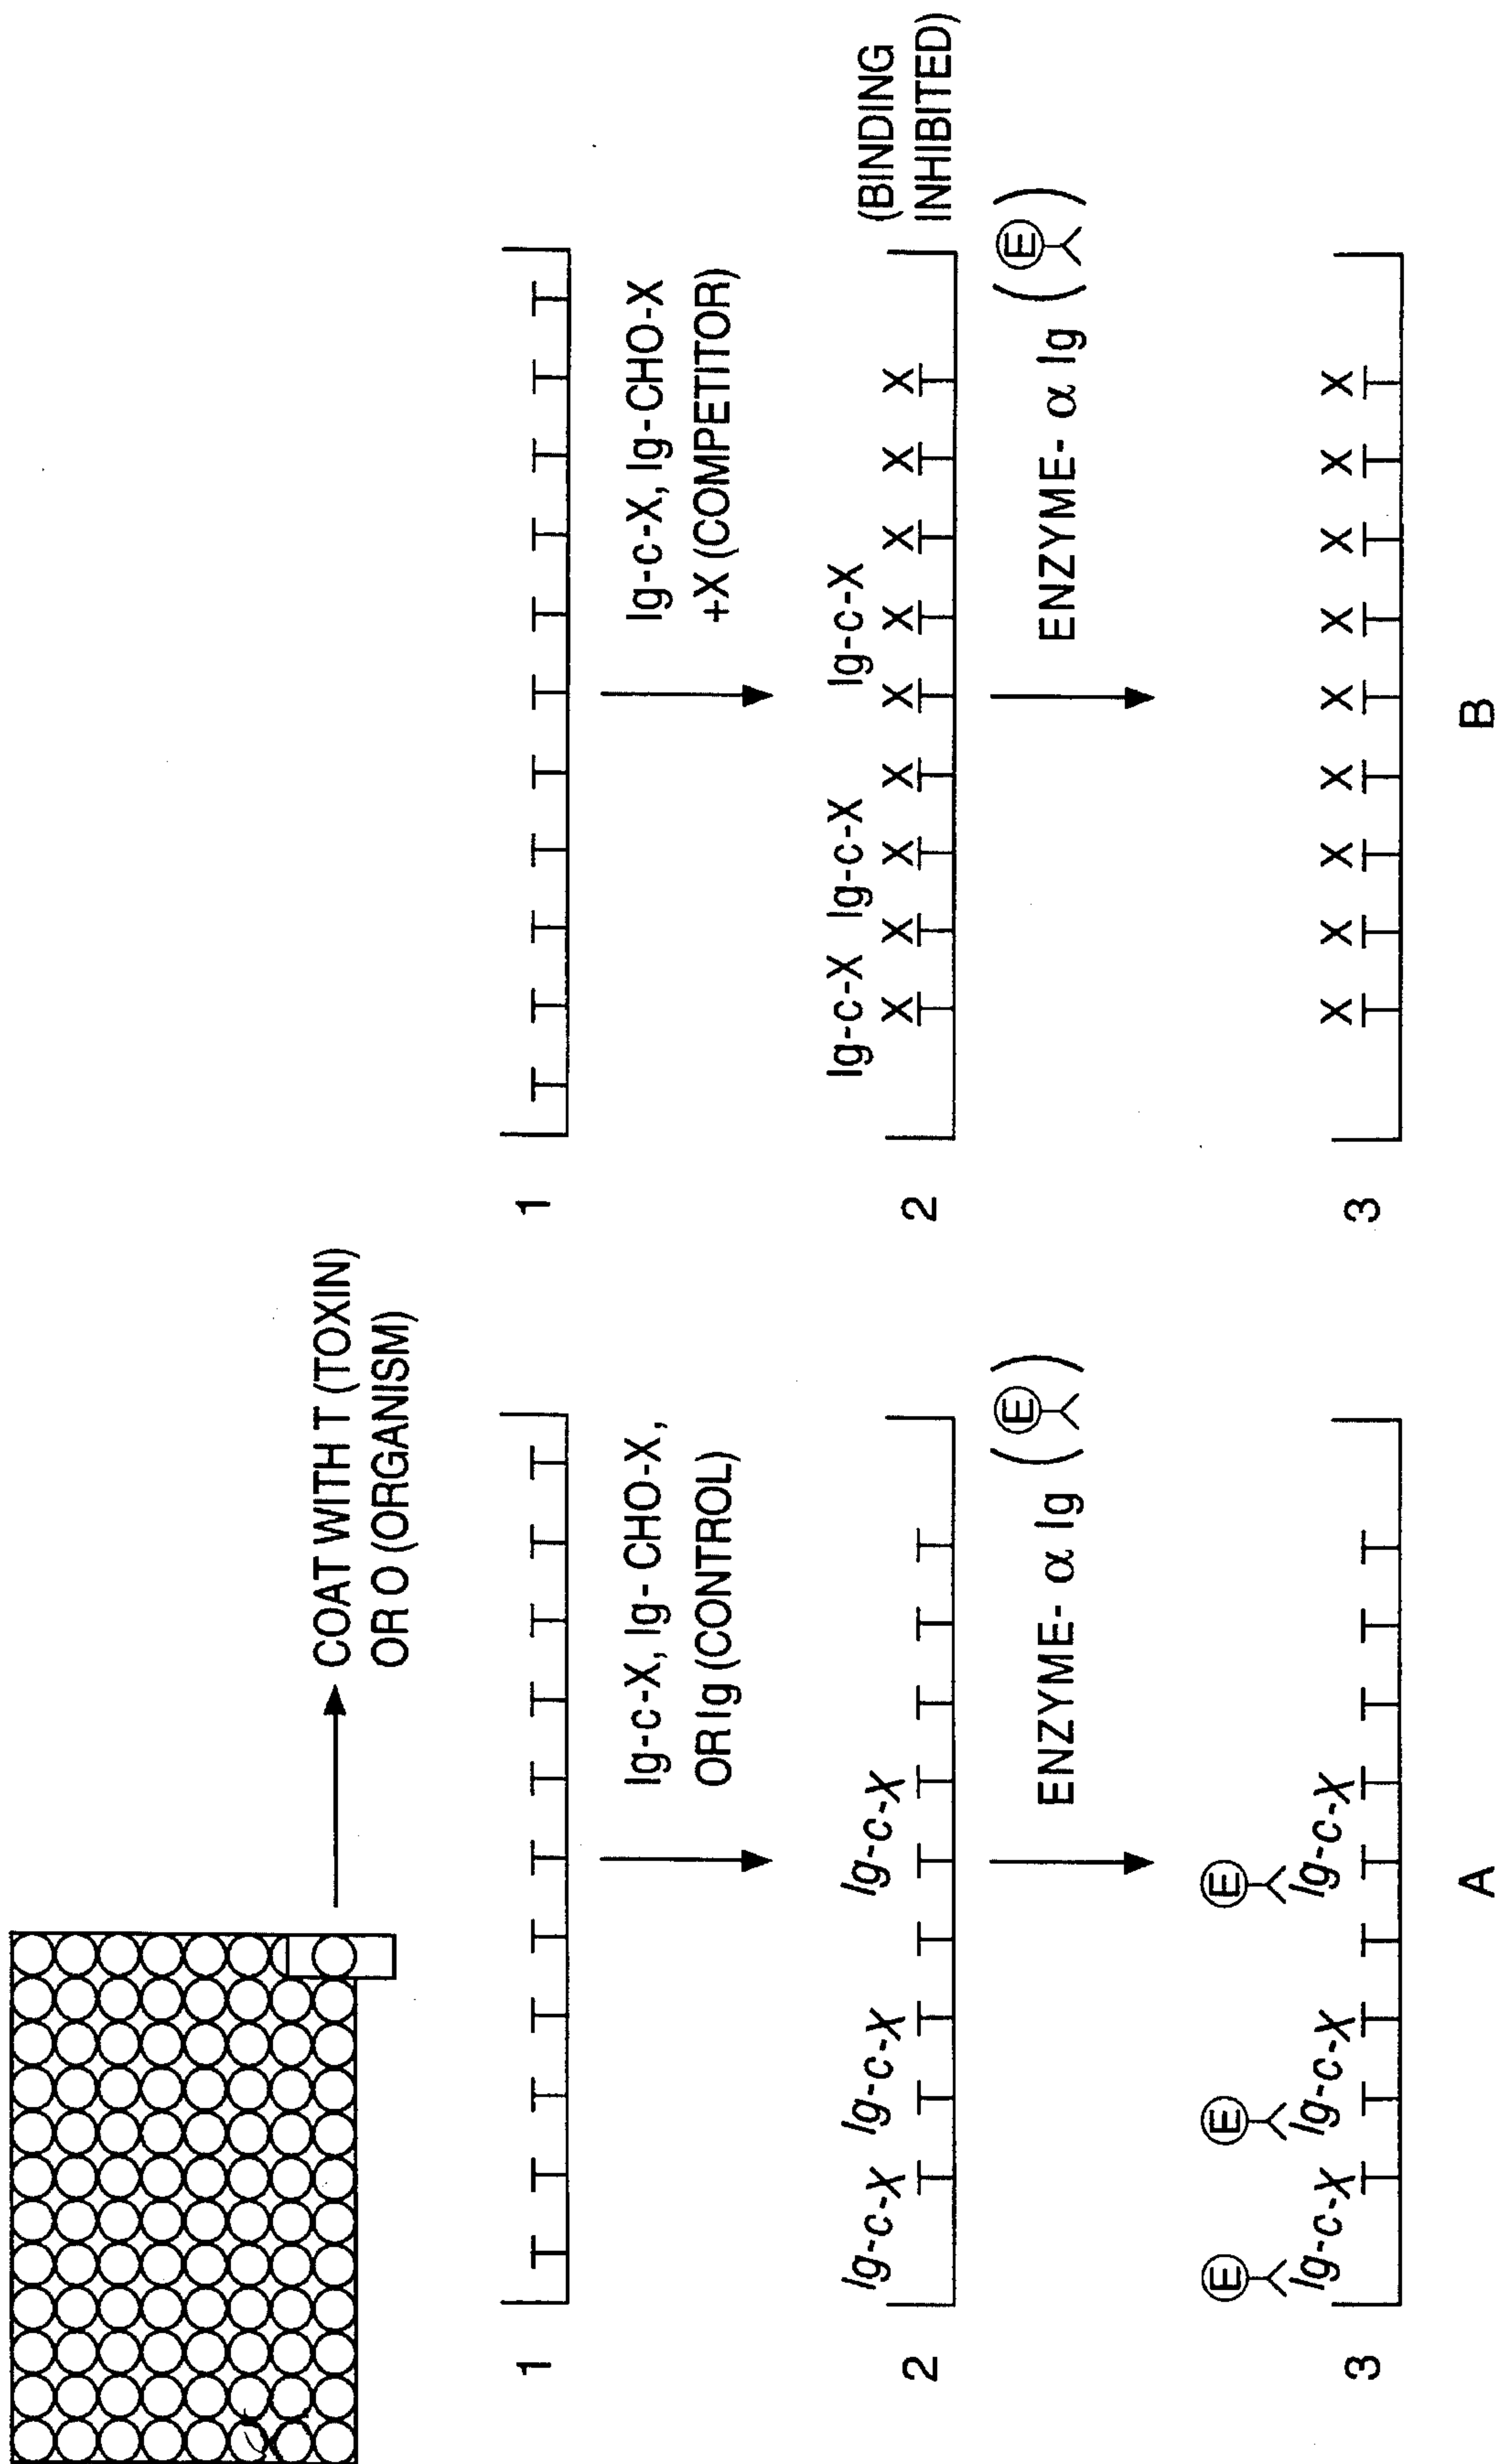 COAT WITH T (TOXIN)
OR O (ORGANISM)
1
T T T T T T T T T T T
Ig-c-X, Ig-CHO-X,
OR Ig (CONTROL)
2
Ig-c-X Ig-c-X Ig-c-X
T T T T T T T T T
ENZYME- α Ig (E)
3
E E E
Ig-c-X Ig-c-X Ig-c-X
T T T T T T T T T
A
1
T T T T T T T T T T T
Ig-c-X, Ig-CHO-X
+X (COMPETITOR)
2
Ig-c-X Ig-c-X Ig-c-X
X X X X X X X X X
T T T T T T T T T
(BINDING
INHIBITED)
ENZYME- α Ig (E)
3
X X X X X X X X X
T T T T T T T T T
B